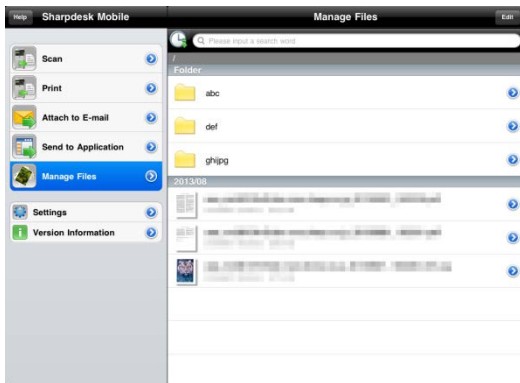 Help
Sharpdesk Mobile
Manage Files
Edit
Please input a search word
Scan
/
Folder
Print
abc
Attach to E-mail
def
Send to Application
ghijpg
Manage Files
2013/08
Settings
Version Information